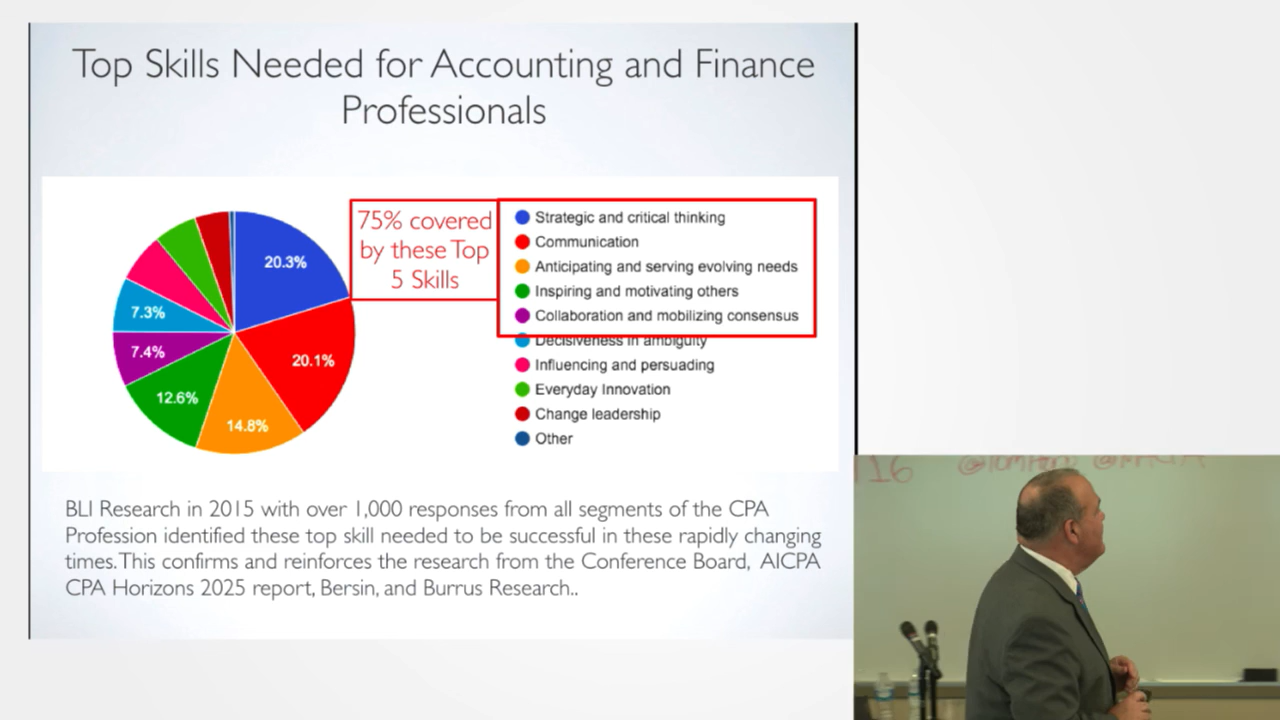 Top Skills Needed for Accounting and Finance
Professionals
75% covered
by these Top
5 Skills
20.3%
20.1%
14.8%
12.6%
7.4%
7.3%
Strategic and critical thinking
Communication
Anticipating and serving evolving needs
Inspiring and motivating others
Collaboration and mobilizing consensus
Decisiveness in ambiguity
Influencing and persuading
Everyday Innovation
Change leadership
Other
BLI Research in 2015 with over 1,000 responses from all segments of the CPA
Profession identified these top skill needed to be successful in these rapidly changing
times. This confirms and reinforces the research from the Conference Board, AICPA
CPA Horizons 2025 report, Bersin, and Burrus Research..